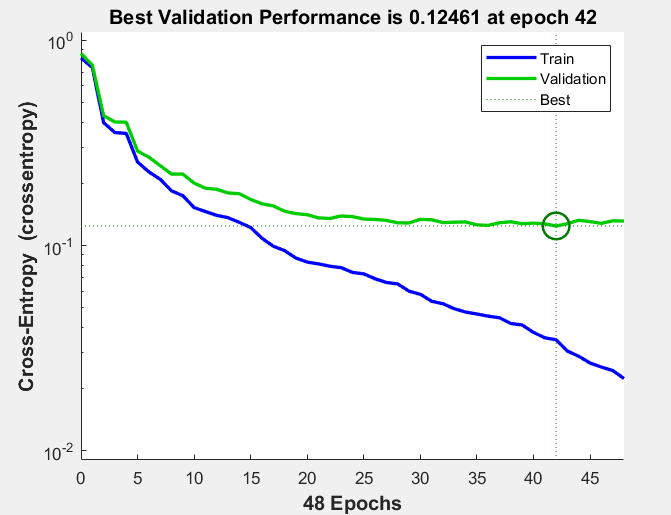 Best Validation Performance is 0.12461 at epoch 42
10^0
Train
Validation
Best
Cross-Entropy (crossentropy)
10^-1
10^-2
0 5 10 15 20 25 30 35 40 45
48 Epochs